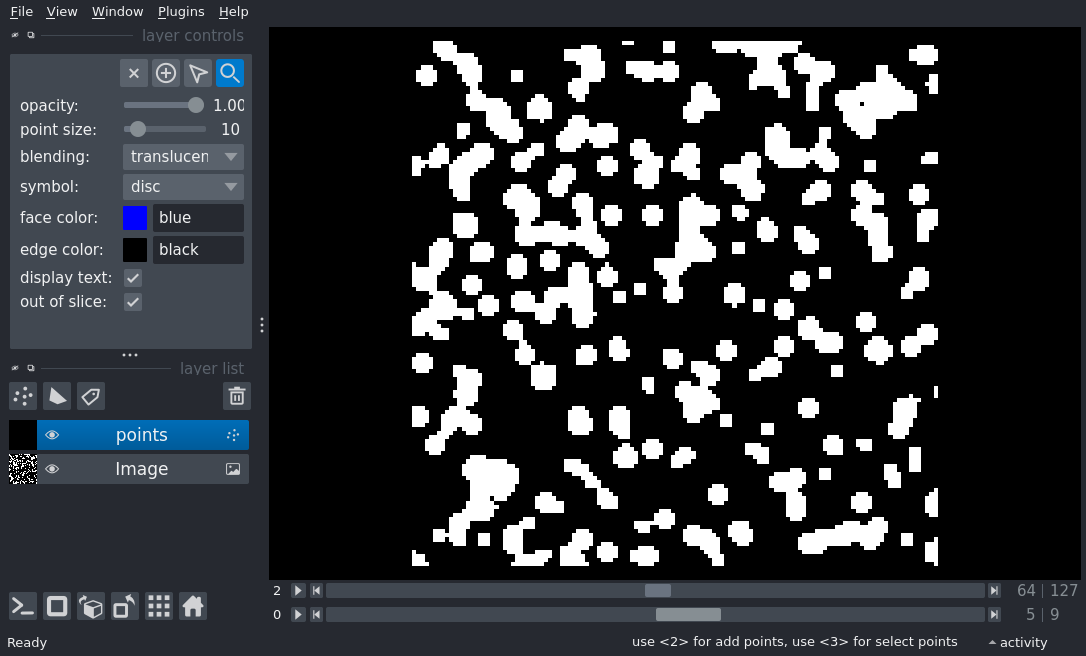 File View Window Plugins Help
layer controls
opacity: 1.00
point size: 10
blending: translucen
symbol: disc
face color: blue
edge color: black
display text:
out of slice:
layer list
points
Image
2 64 | 127
0 5 | 9
Ready use <2> for add points, use <3> for select points activity